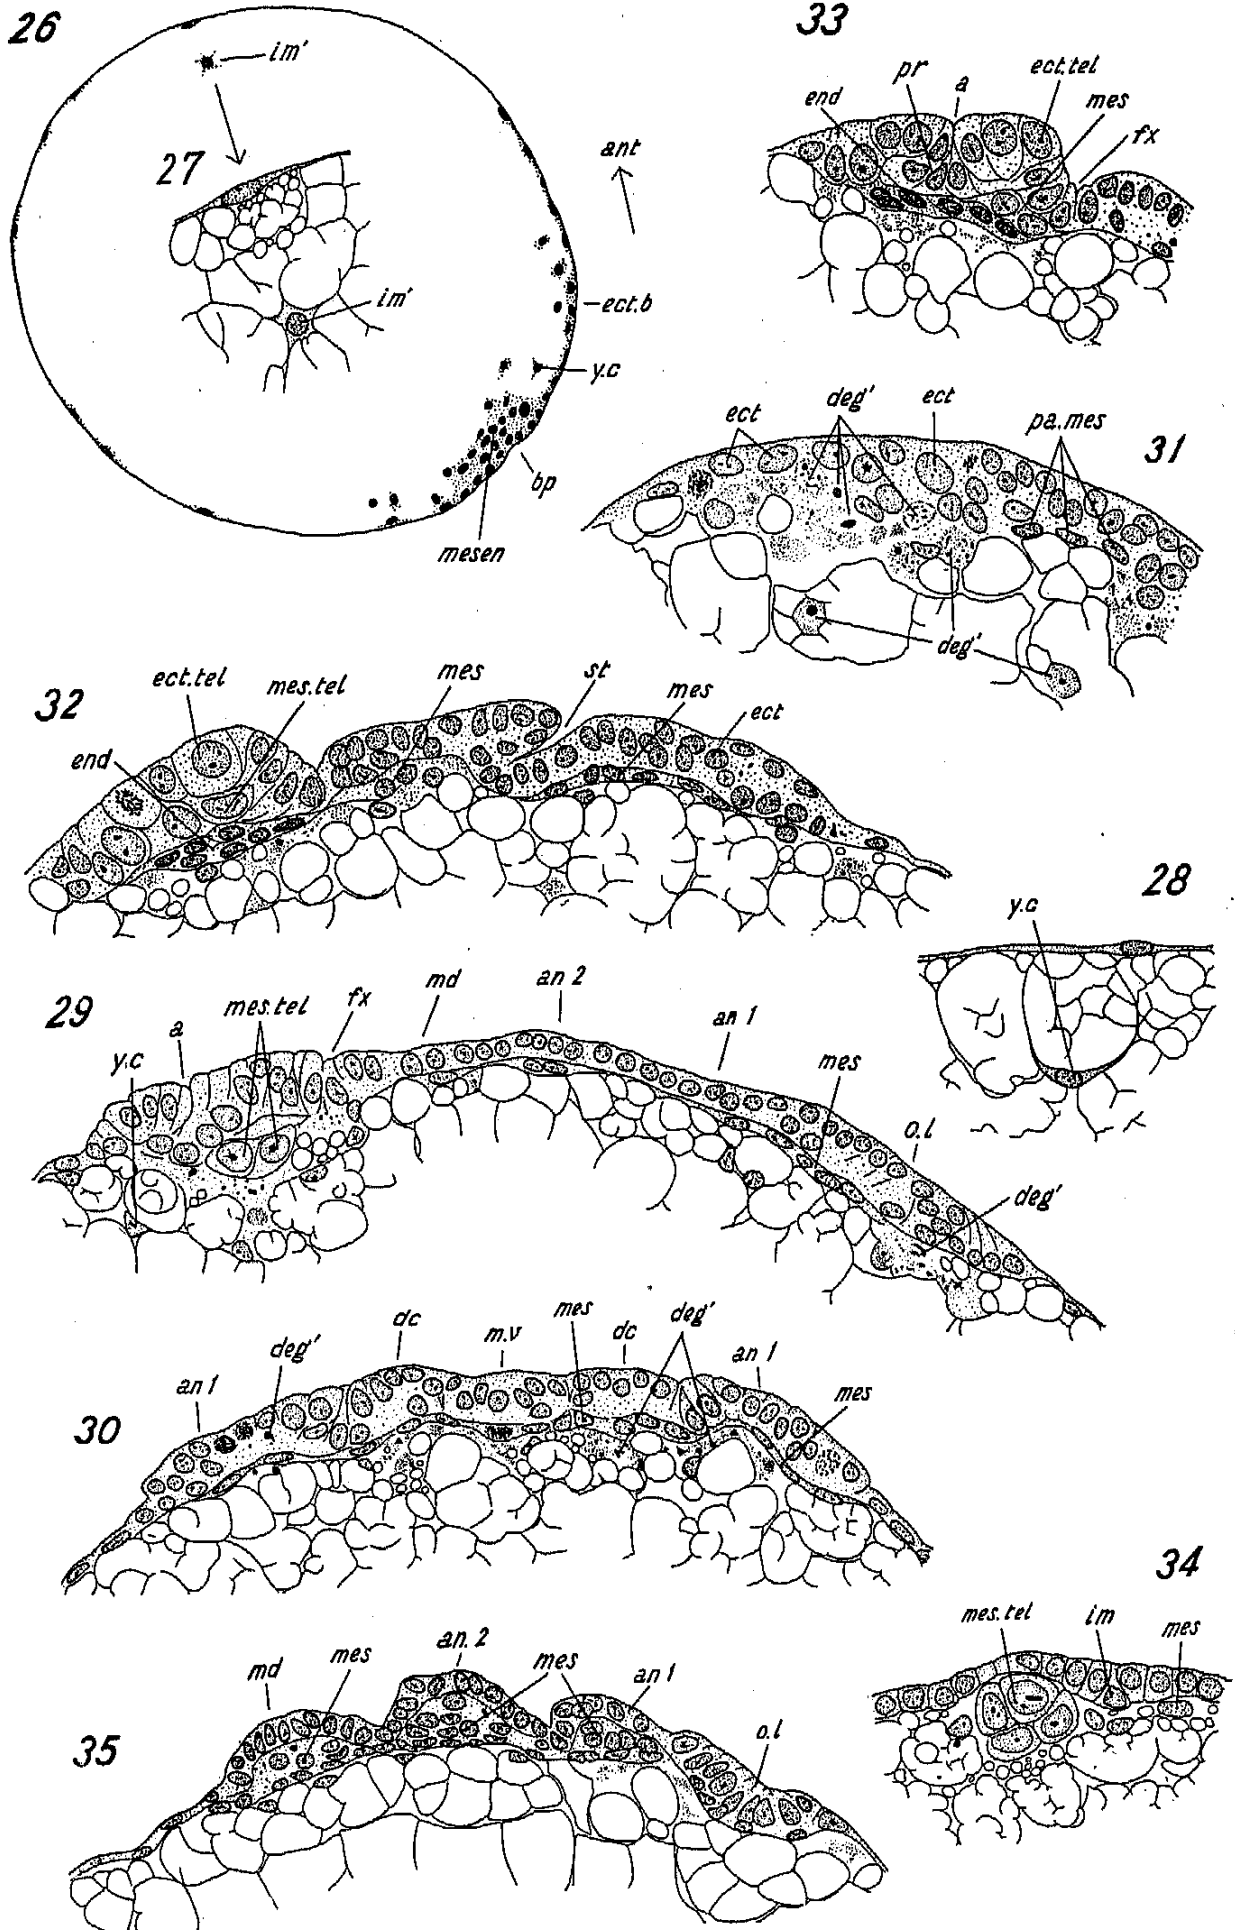 26
im'
27
ant
im'
ect.b
y.c
bp
mesen
33
pr
a
ect.tel
end
mes
fx
ect
deg'
ect
pa.mes
31
deg'
32
ect.tel
mes.tel
mes
st
mes
ect
end
28
y.c
29
a
mes.tel
fx
md
an 2
an 1
y.c
mes
o.l
deg'
30
an 1
deg'
dc
m.v
mes
dc
deg'
an 1
mes
34
mes.tel
im
mes
35
md
mes
an. 2
mes
an 1
o.l